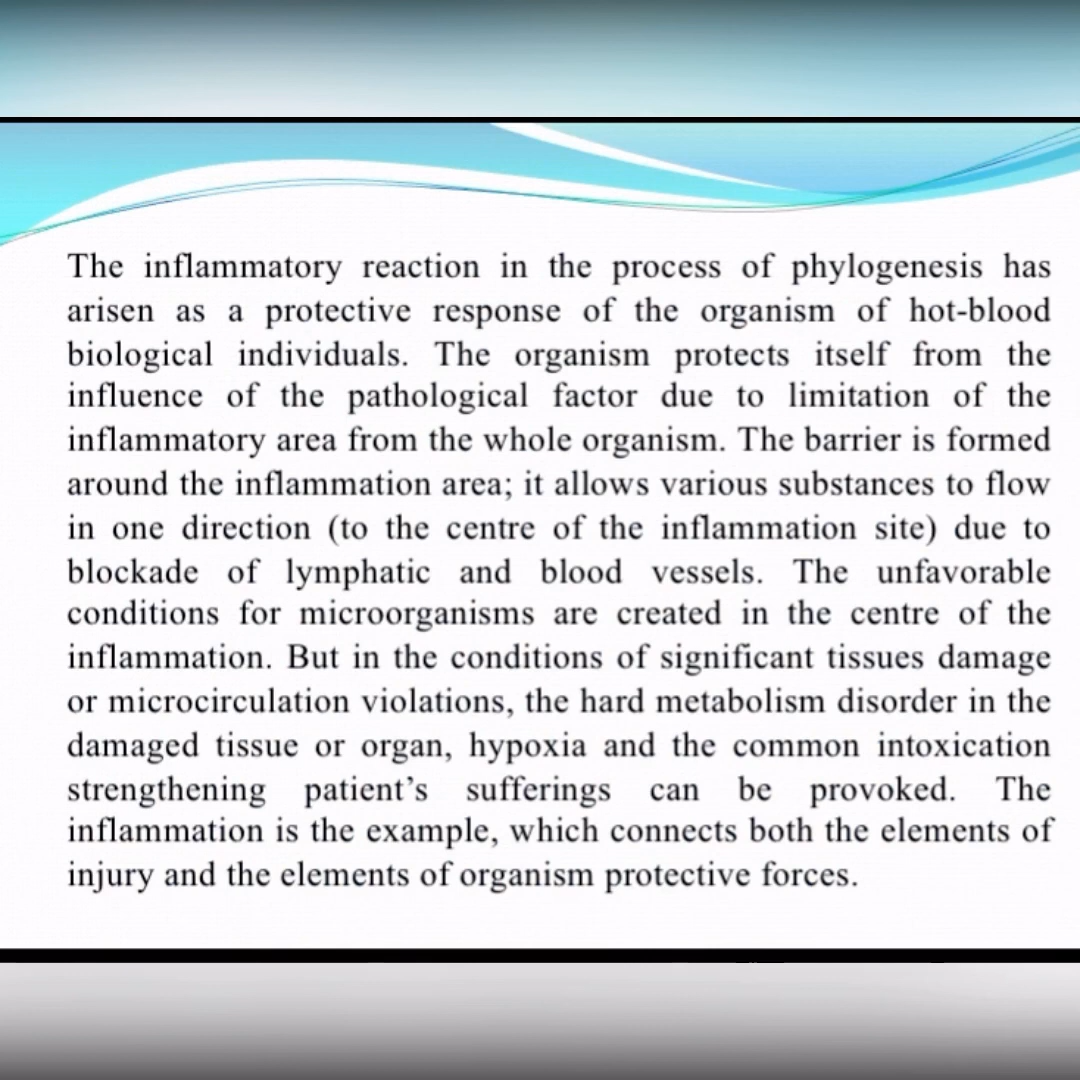 The inflammatory reaction in the process of phylogenesis has
arisen as a protective response of the organism of hot-blood
biological individuals. The organism protects itself from the
influence of the pathological factor due to limitation of the
inflammatory area from the whole organism. The barrier is formed
around the inflammation area; it allows various substances to flow
in one direction (to the centre of the inflammation site) due to
blockade of lymphatic and blood vessels. The unfavorable
conditions for microorganisms are created in the centre of the
inflammation. But in the conditions of significant tissues damage
or microcirculation violations, the hard metabolism disorder in the
damaged tissue or organ, hypoxia and the common intoxication
strengthening patient’s sufferings can be provoked. The
inflammation is the example, which connects both the elements of
injury and the elements of organism protective forces.